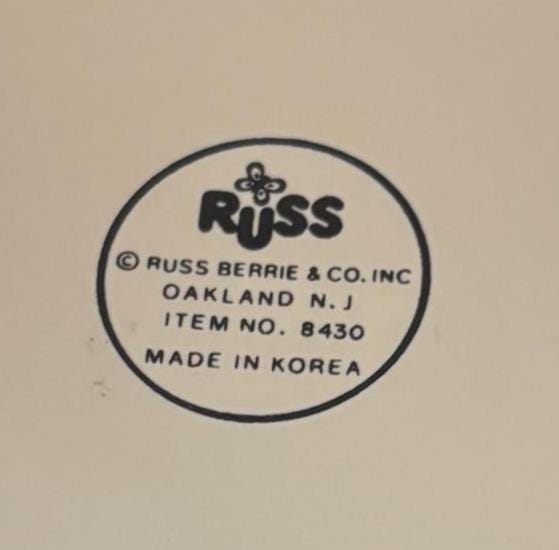 RUSS
© RUSS BERRIE & CO. INC
OAKLAND N. J
ITEM NO. 8430
MADE IN KOREA